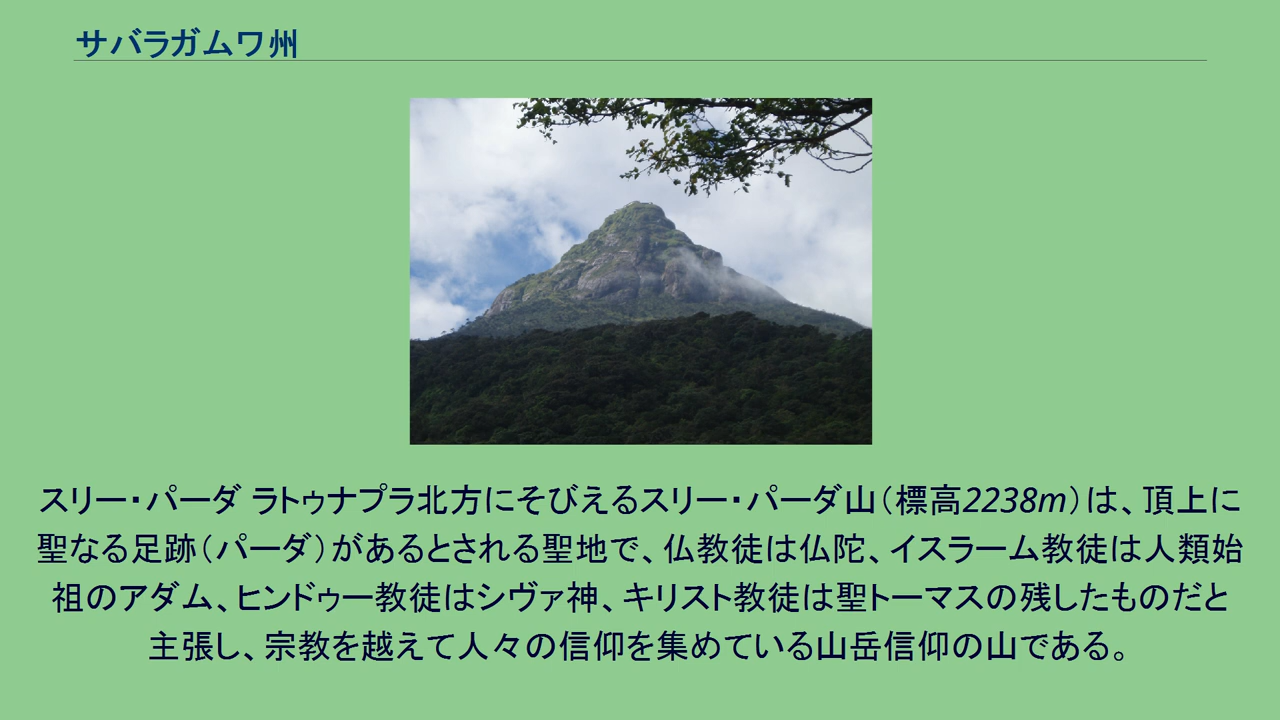 サバラガムワ州
スリー・パーダ ラトゥナプラ北方にそびえるスリー・パーダ山（標高2238m）は、頂上に
聖なる足跡（パーダ）があるとされる聖地で、仏教徒は仏陀、イスラーム教徒は人類始
祖のアダム、ヒンドゥー教徒はシヴァ神、キリスト教徒は聖トーマスの残したものだと
主張し、宗教を越えて人々の信仰を集めている山岳信仰の山である。